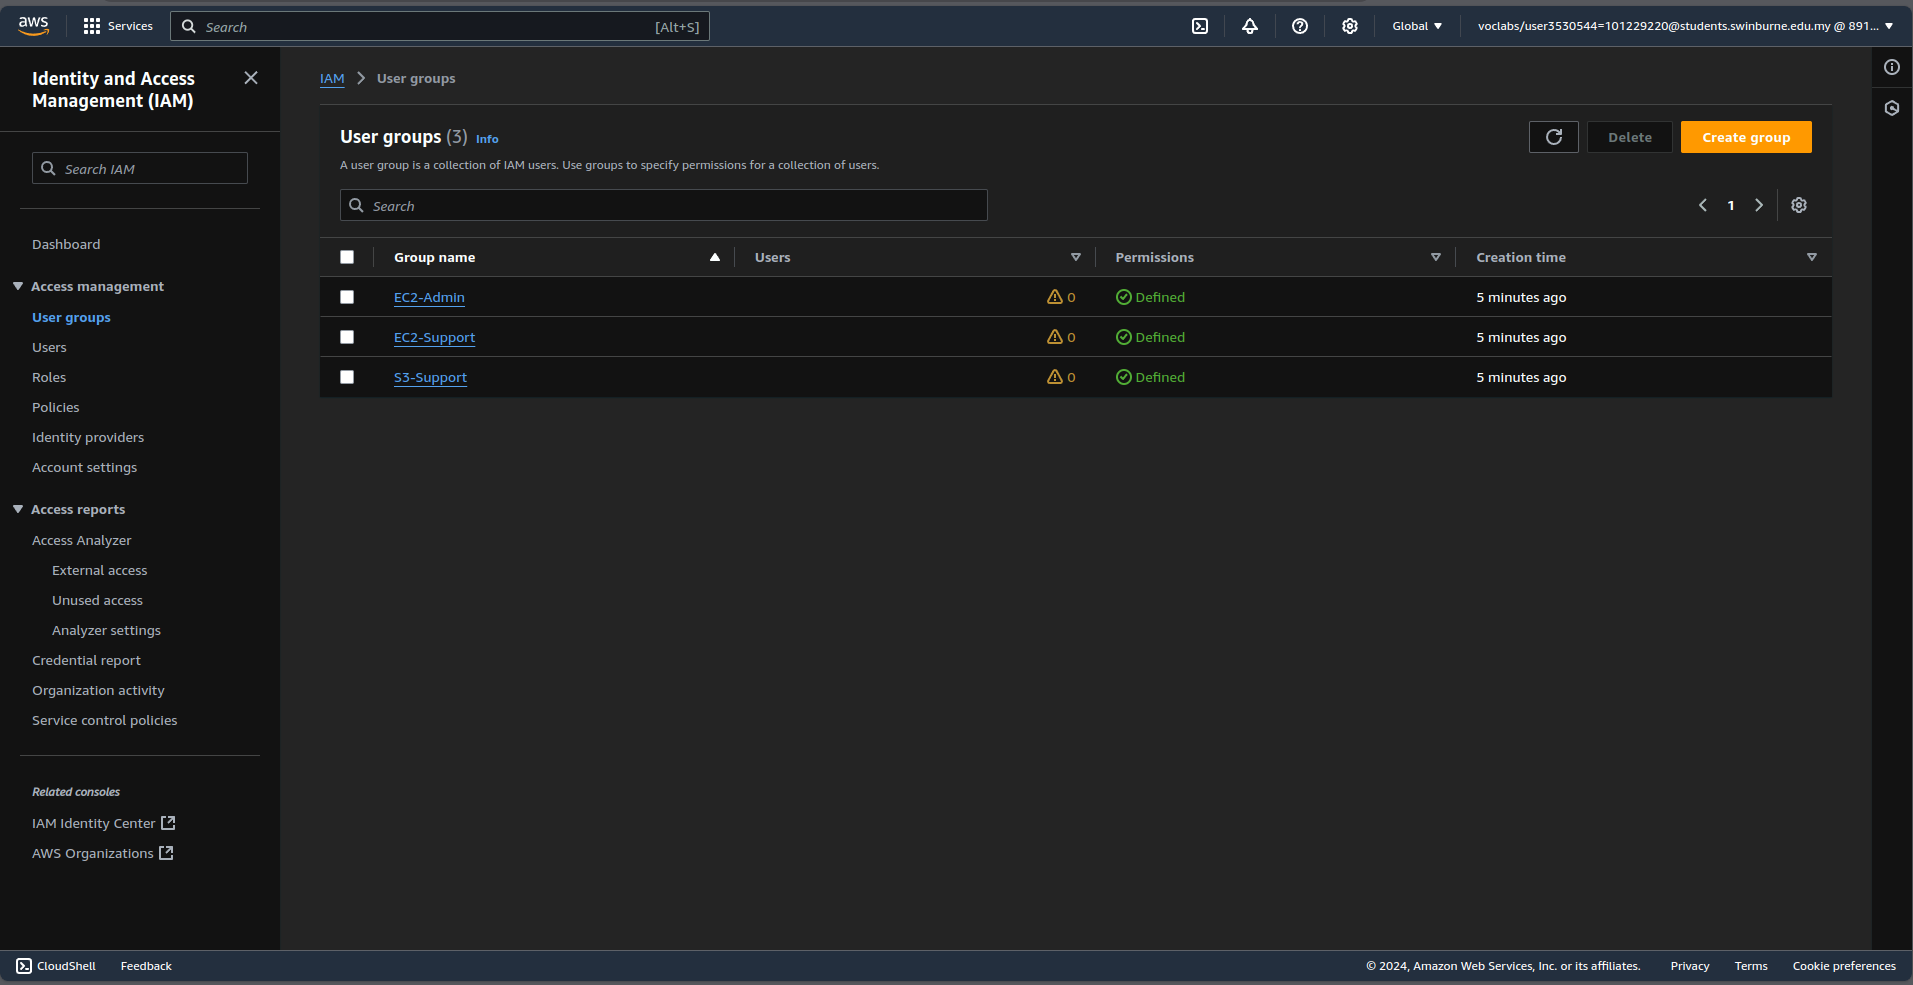 aws
Services
Search [Alt+S]
Global
voclabs/user3530544=101229220@students.swinburne.edu.my @ 891...
Identity and Access
Management (IAM)
Search IAM
Dashboard
Access management
User groups
Users
Roles
Policies
Identity providers
Account settings
Access reports
Access Analyzer
External access
Unused access
Analyzer settings
Credential report
Organization activity
Service control policies
Related consoles
IAM Identity Center
AWS Organizations
IAM > User groups
User groups (3) Info
A user group is a collection of IAM users. Use groups to specify permissions for a collection of users.
Delete
Create group
Search
1
Group name Users Permissions Creation time
EC2-Admin 0 Defined 5 minutes ago
EC2-Support 0 Defined 5 minutes ago
S3-Support 0 Defined 5 minutes ago
CloudShell Feedback
© 2024, Amazon Web Services, Inc. or its affiliates. Privacy Terms Cookie preferences